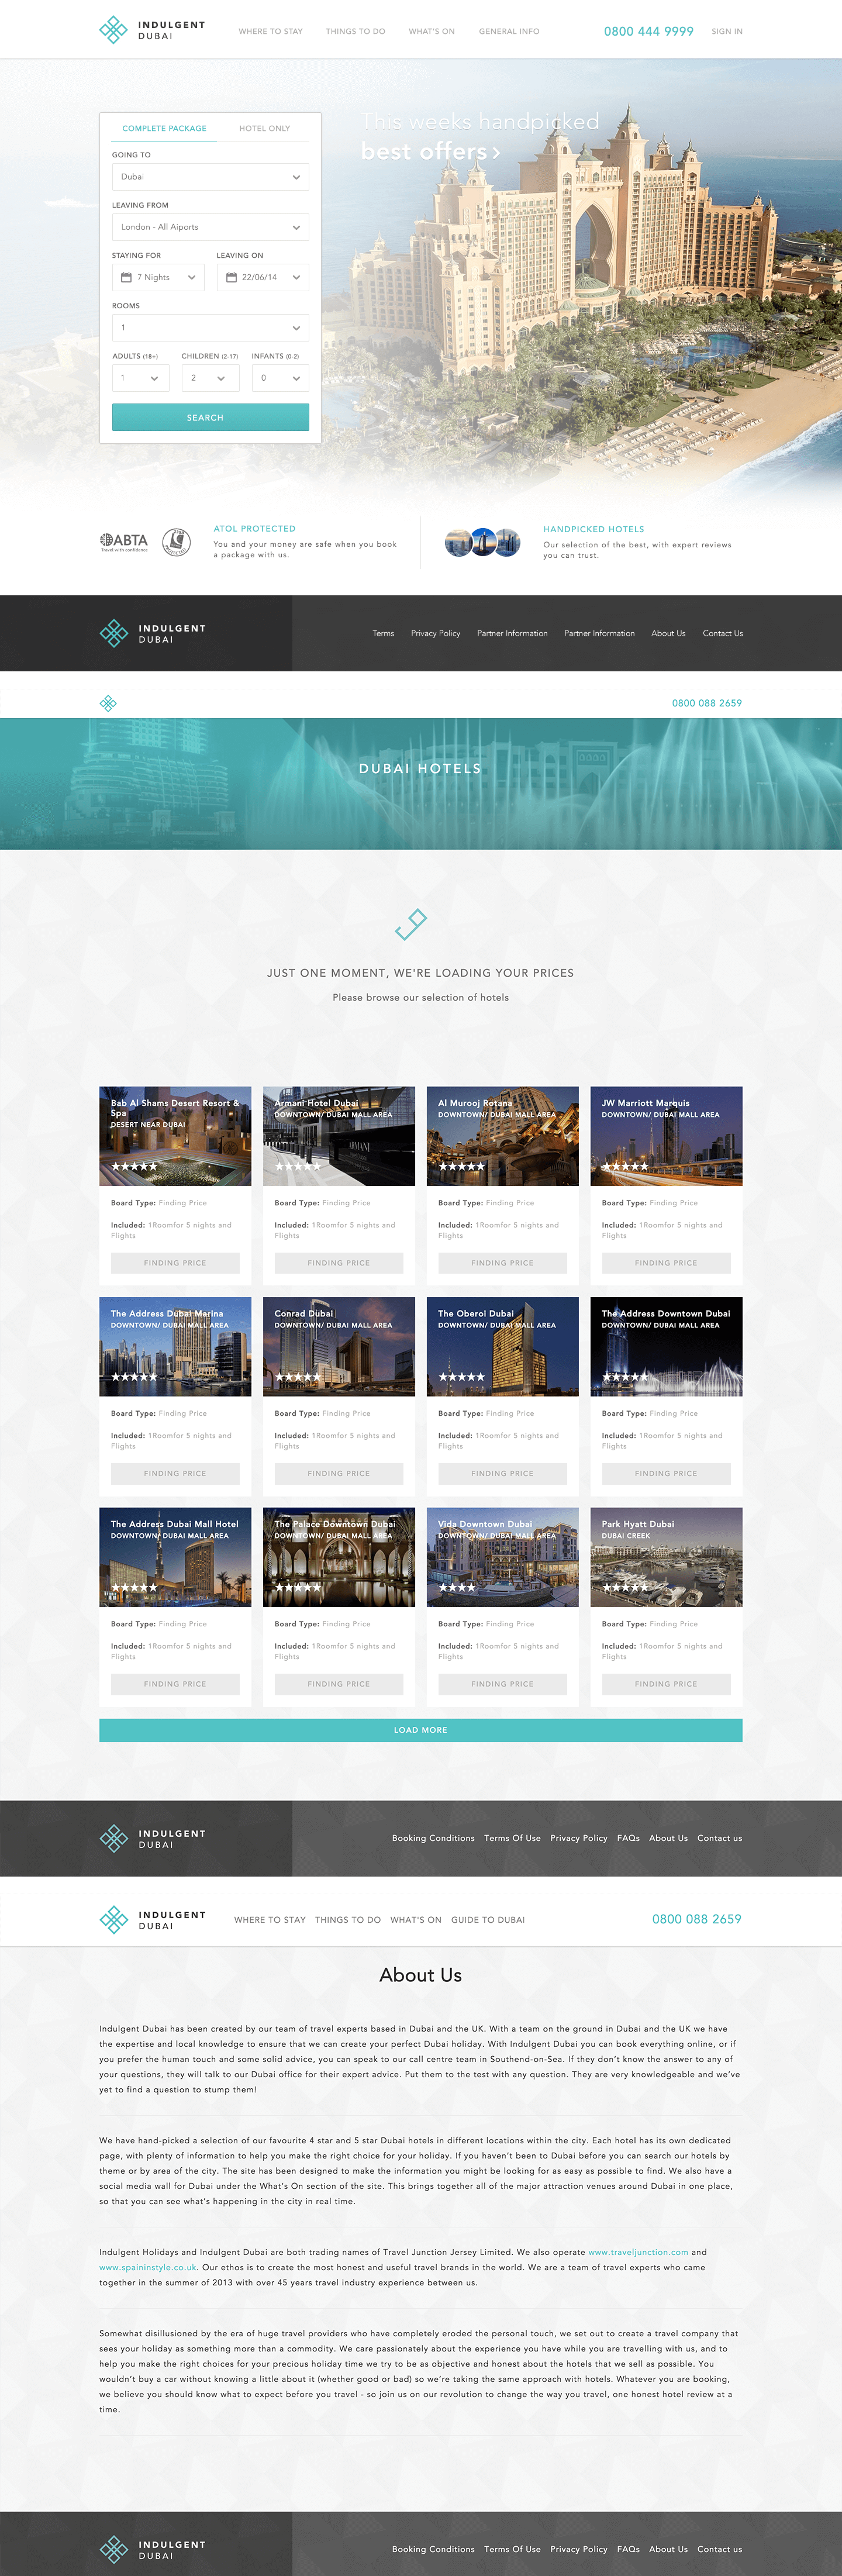 INDULGENT
DUBAI
WHERE TO STAY THINGS TO DO WHAT'S ON GENERAL INFO 0800 444 9999 SIGN IN
COMPLETE PACKAGE HOTEL ONLY
GOING TO
Dubai
LEAVING FROM
London - All Aiports
STAYING FOR LEAVING ON
7 Nights 22/06/14
ROOMS
1
ADULTS (18+) CHILDREN (2-17) INFANTS (0-2)
1 2 0
SEARCH
This weeks handpicked
best offers ›
ABTA
Travel with confidence
ATOL PROTECTED
You and your money are safe when you book
a package with us.
HANDPICKED HOTELS
Our selection of the best, with expert reviews
you can trust.
INDULGENT
DUBAI
Terms Privacy Policy Partner Information Partner Information About Us Contact Us
0800 088 2659
DUBAI HOTELS
JUST ONE MOMENT, WE'RE LOADING YOUR PRICES
Please browse our selection of hotels
Bab Al Shams Desert Resort &
Spa
DESERT NEAR DUBAI
★★★★★
Board Type: Finding Price
Included: 1Roomfor 5 nights and
Flights
FINDING PRICE
Armani Hotel Dubai
DOWNTOWN/ DUBAI MALL AREA
ARMANI
★★★★★
Board Type: Finding Price
Included: 1Roomfor 5 nights and
Flights
FINDING PRICE
Al Murooj Rotana
DOWNTOWN/ DUBAI MALL AREA
★★★★★
Board Type: Finding Price
Included: 1Roomfor 5 nights and
Flights
FINDING PRICE
JW Marriott Marquis
DOWNTOWN/ DUBAI MALL AREA
★★★★★
Board Type: Finding Price
Included: 1Roomfor 5 nights and
Flights
FINDING PRICE
The Address Dubai Marina
DOWNTOWN/ DUBAI MALL AREA
★★★★★
Board Type: Finding Price
Included: 1Roomfor 5 nights and
Flights
FINDING PRICE
Conrad Dubai
DOWNTOWN/ DUBAI MALL AREA
★★★★★
Board Type: Finding Price
Included: 1Roomfor 5 nights and
Flights
FINDING PRICE
The Oberoi Dubai
DOWNTOWN/ DUBAI MALL AREA
★★★★★
Board Type: Finding Price
Included: 1Roomfor 5 nights and
Flights
FINDING PRICE
The Address Downtown Dubai
DOWNTOWN/ DUBAI MALL AREA
★★★★★
Board Type: Finding Price
Included: 1Roomfor 5 nights and
Flights
FINDING PRICE
The Address Dubai Mall Hotel
DOWNTOWN/ DUBAI MALL AREA
★★★★★
Board Type: Finding Price
Included: 1Roomfor 5 nights and
Flights
FINDING PRICE
The Palace Downtown Dubai
DOWNTOWN/ DUBAI MALL AREA
★★★★★
Board Type: Finding Price
Included: 1Roomfor 5 nights and
Flights
FINDING PRICE
Vida Downtown Dubai
DOWNTOWN/ DUBAI MALL AREA
★★★★
Board Type: Finding Price
Included: 1Roomfor 5 nights and
Flights
FINDING PRICE
Park Hyatt Dubai
DUBAI CREEK
★★★★★
Board Type: Finding Price
Included: 1Roomfor 5 nights and
Flights
FINDING PRICE
LOAD MORE
INDULGENT
DUBAI
Booking Conditions Terms Of Use Privacy Policy FAQs About Us Contact us
INDULGENT
DUBAI
WHERE TO STAY THINGS TO DO WHAT'S ON GUIDE TO DUBAI 0800 088 2659
About Us
Indulgent Dubai has been created by our team of travel experts based in Dubai and the UK. With a team on the ground in Dubai and the UK we have
the expertise and local knowledge to ensure that we can create your perfect Dubai holiday. With Indulgent Dubai you can book everything online, or if
you prefer the human touch and some solid advice, you can speak to our call centre team in Southend-on-Sea. If they don't know the answer to any of
your questions, they will talk to our Dubai office for their expert advice. Put them to the test with any question. They are very knowledgeable and we've
yet to find a question to stump them!
We have hand-picked a selection of our favourite 4 star and 5 star Dubai hotels in different locations within the city. Each hotel has its own dedicated
page, with plenty of information to help you make the right choice for your holiday. If you haven't been to Dubai before you can search our hotels by
theme or by area of the city. The site has been designed to make the information you might be looking for as easy as possible to find. We also have a
social media wall for Dubai under the What's On section of the site. This brings together all of the major attraction venues around Dubai in one place,
so that you can see what's happening in the city in real time.
Indulgent Holidays and Indulgent Dubai are both trading names of Travel Junction Jersey Limited. We also operate www.traveljunction.com and
www.spaininstyle.co.uk. Our ethos is to create the most honest and useful travel brands in the world. We are a team of travel experts who came
together in the summer of 2013 with over 45 years travel industry experience between us.
Somewhat disillusioned by the era of huge travel providers who have completely eroded the personal touch, we set out to create a travel company that
sees your holiday as something more than a commodity. We care passionately about the experience you have while you are travelling with us, and to
help you make the right choices for your precious holiday time we try to be as objective and honest about the hotels that we sell as possible. You
wouldn't buy a car without knowing a little about it (whether good or bad) so we're taking the same approach with hotels. Whatever you are booking,
we believe you should know what to expect before you travel - so join us on our revolution to change the way you travel, one honest hotel review at a
time.
INDULGENT
DUBAI
Booking Conditions Terms Of Use Privacy Policy FAQs About Us Contact us